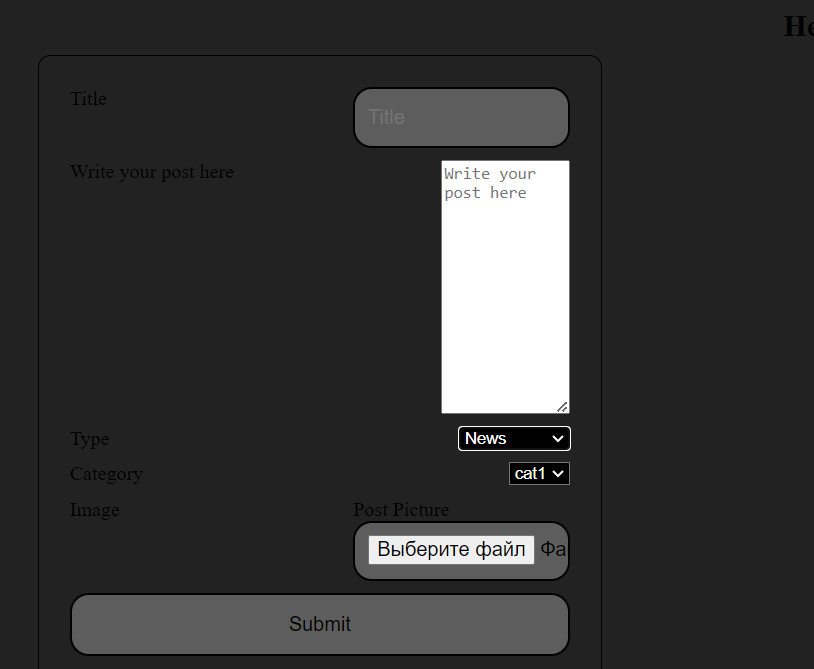 He
Title
Title
Write your post here
Write your
post here
Type
News
Category
cat1
Image
Post Picture
Выберите файл Фа
Submit